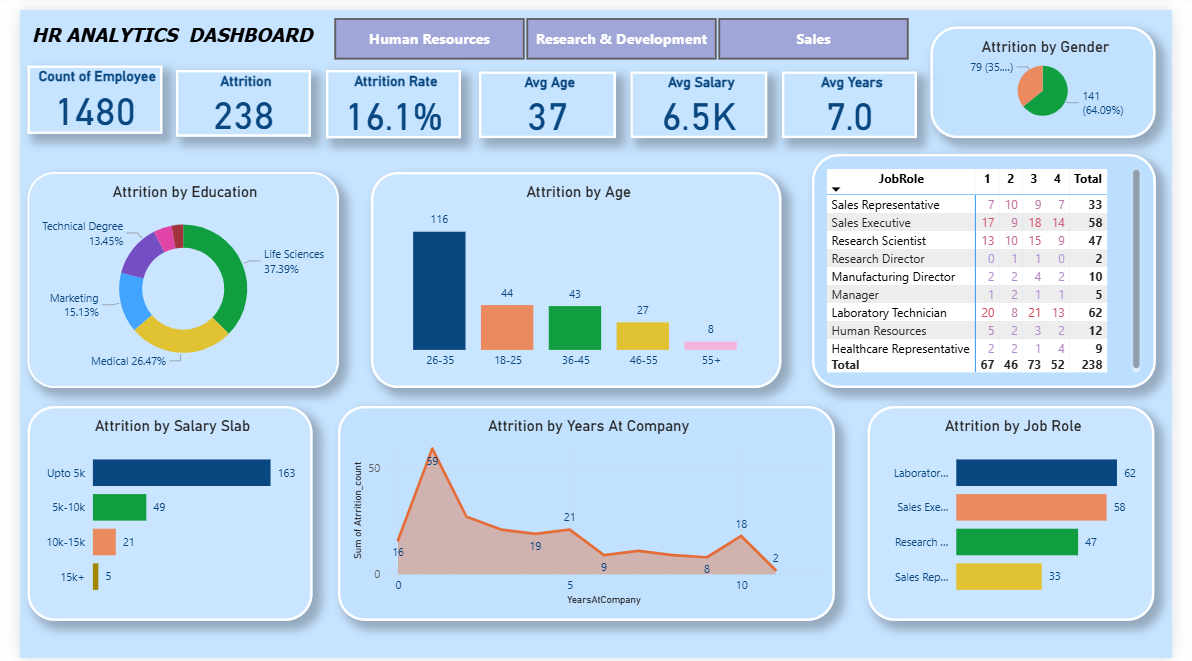 HR ANALYTICS DASHBOARD
Human Resources
Research & Development
Sales
Count of Employee
1480
Attrition
238
Attrition Rate
16.1%
Avg Age
37
Avg Salary
6.5K
Avg Years
7.0
Attrition by Gender
79 (35....)
141
(64.09%)
Attrition by Education
Technical Degree
13.45%
Life Sciences
37.39%
Marketing
15.13%
Medical 26.47%
Attrition by Age
116
44
43
27
8
26-35
18-25
36-45
46-55
55+
JobRole 1 2 3 4 Total
Sales Representative 7 10 9 7 33
Sales Executive 17 9 18 14 58
Research Scientist 13 10 15 9 47
Research Director 0 1 1 0 2
Manufacturing Director 2 2 4 2 10
Manager 1 2 1 1 5
Laboratory Technician 20 8 21 13 62
Human Resources 5 2 3 2 12
Healthcare Representative 2 2 1 4 9
Total 67 46 73 52 238
Attrition by Salary Slab
Upto 5k 163
5k-10k 49
10k-15k 21
15k+ 5
Attrition by Years At Company
Sum of Atrrition_count
50
0
16
59
19
21
9
8
18
2
0
5
10
YearsAtCompany
Attrition by Job Role
Laborator... 62
Sales Exe... 58
Research ... 47
Sales Rep... 33